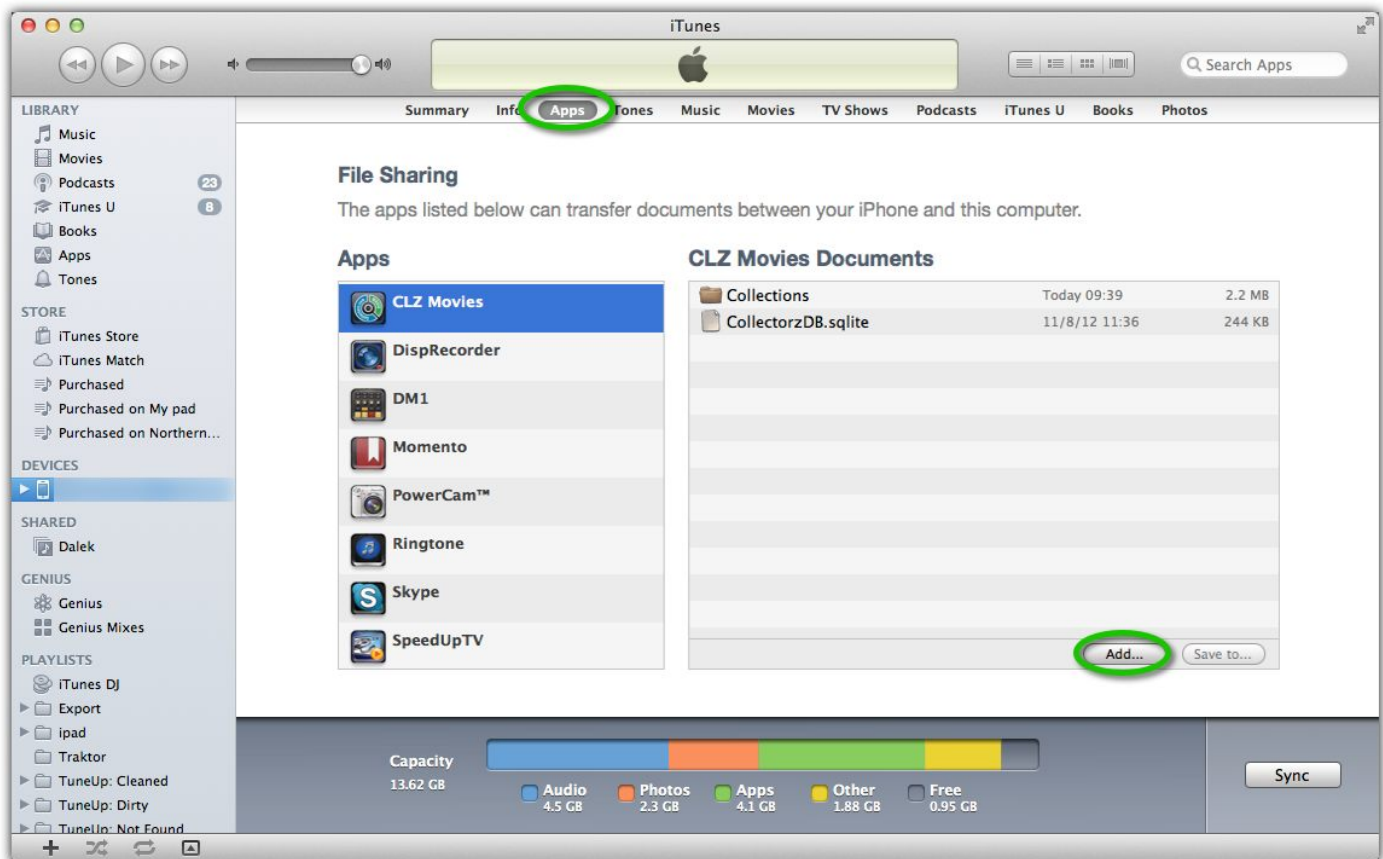 iTunes
Search Apps
Summary Info Apps Tones Music Movies TV Shows Podcasts iTunes U Books Photos
LIBRARY
Music
Movies
Podcasts 23
iTunes U 8
Books
Apps
Tones
STORE
iTunes Store
iTunes Match
Purchased
Purchased on My pad
Purchased on Northern...
DEVICES
SHARED
Dalek
GENIUS
Genius
Genius Mixes
PLAYLISTS
iTunes DJ
Export
ipad
Traktor
TuneUp: Cleaned
TuneUp: Dirty
TuneUp: Not Found
File Sharing
The apps listed below can transfer documents between your iPhone and this computer.
Apps
CLZ Movies
DispRecorder
DM1
Momento
PowerCam™
Ringtone
Skype
SpeedUpTV
CLZ Movies Documents
Collections Today 09:39 2.2 MB
CollectorzDB.sqlite 11/8/12 11:36 244 KB
Add... Save to...
Capacity
13.62 GB
Audio Photos Apps Other Free
4.5 GB 2.3 GB 4.1 GB 1.88 GB 0.95 GB
Sync